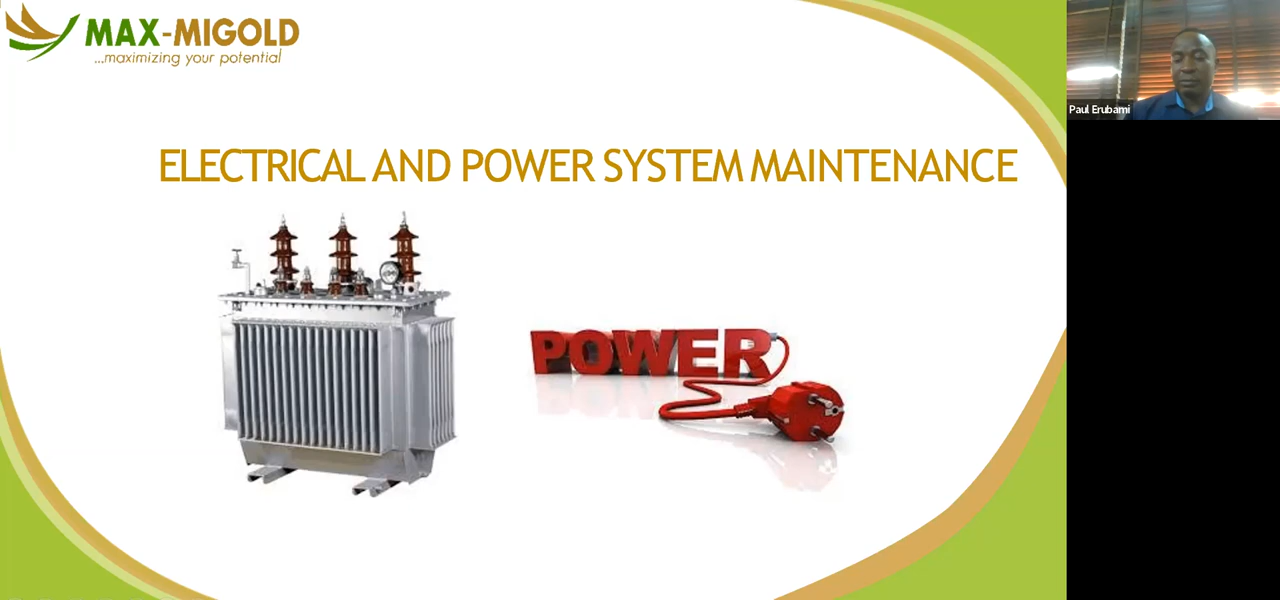 MAX-MIGOLD
...maximizing your potential
Paul Erubami
ELECTRICAL AND POWER SYSTEM MAINTENANCE
POWER